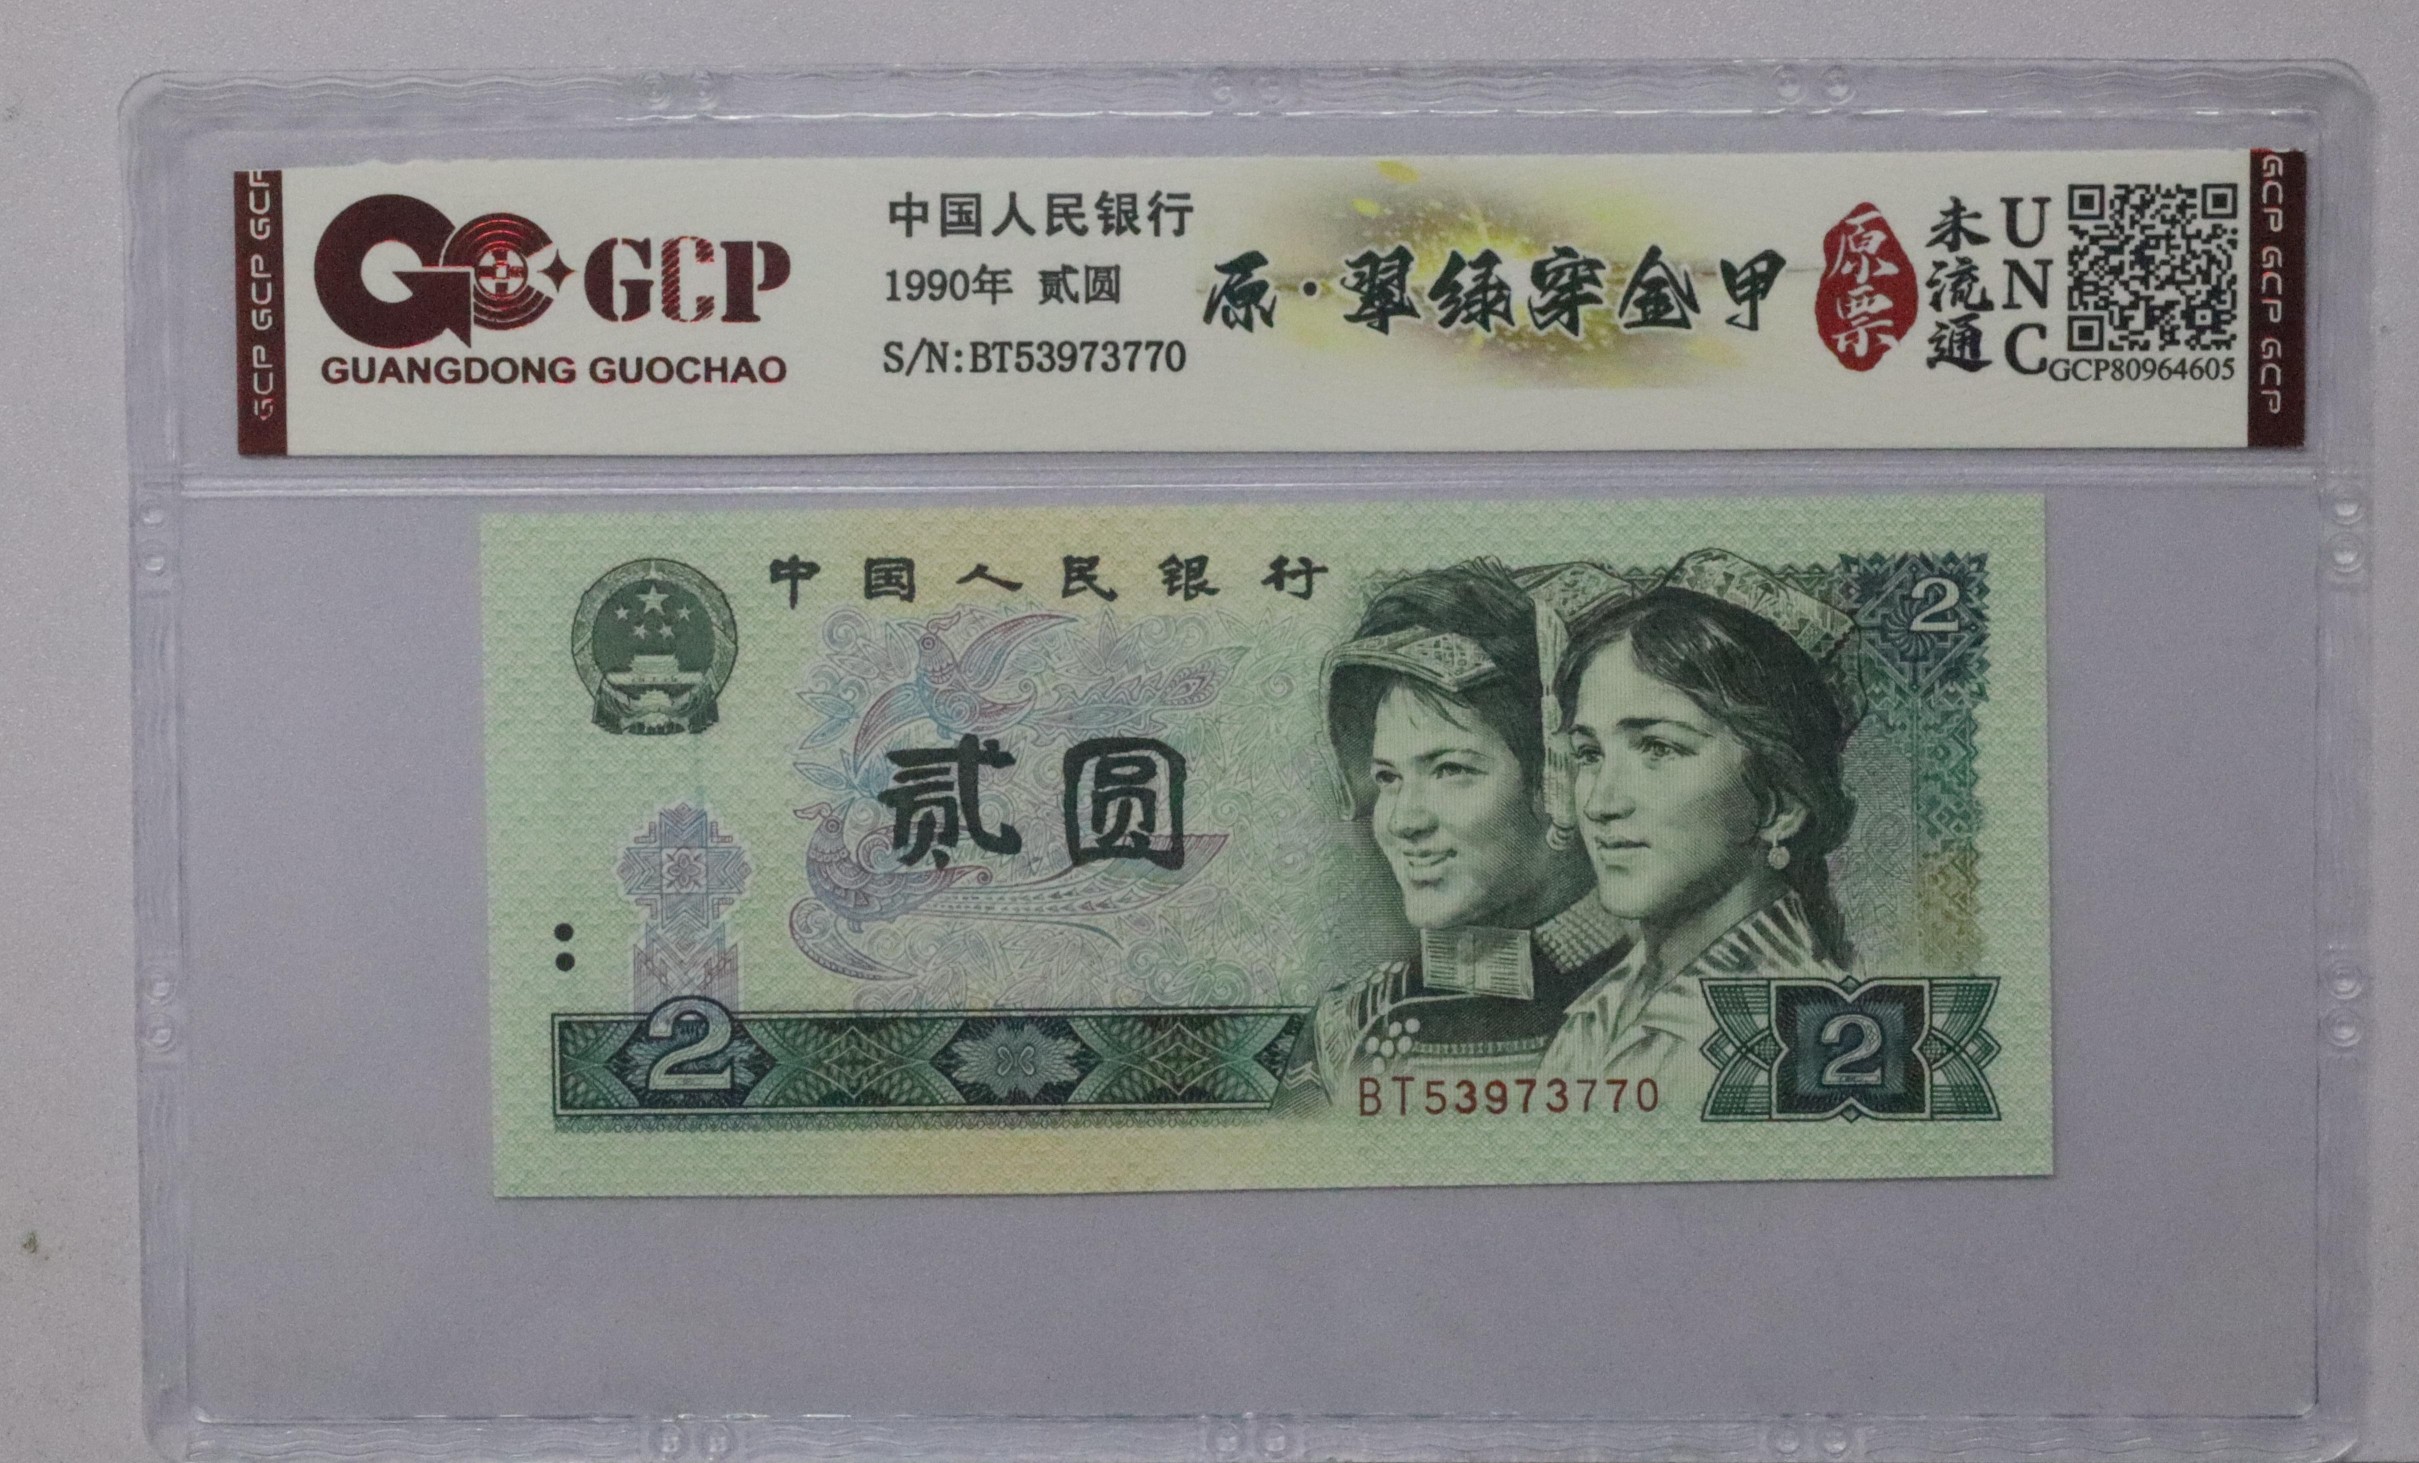 GCP GCP GCP
GCP
GUANGDONG GUOCHAO
中国人民银行
1990年 贰圆
S/N:BT53973770
原·翠绿穿金甲
原票
未流通
UNC
GCP80964605
GCP GCP GCP
中国人民银行
2
贰圆
2
2
BT53973770